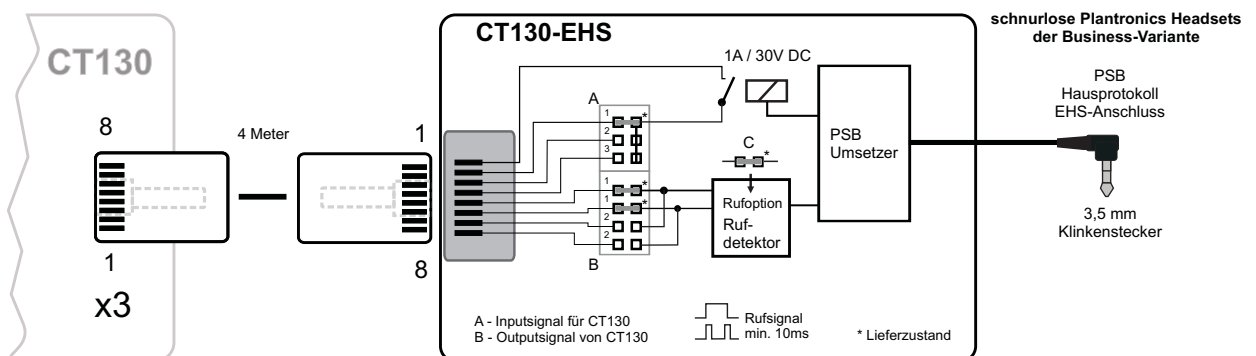 CT130
8
1
x3
4 Meter
1
8
CT130-EHS
1A / 30V DC
A
1
*
2
3
1
*
1
*
2
2
B
C
*
Rufoption
Ruf-
detektor
PSB
Umsetzer
A - Inputsignal für CT130
B - Outputsignal von CT130
Rufsignal
min. 10ms
* Lieferzustand
schnurlose Plantronics Headsets
der Business-Variante
PSB
Hausprotokoll
EHS-Anschluss
3,5 mm
Klinkenstecker